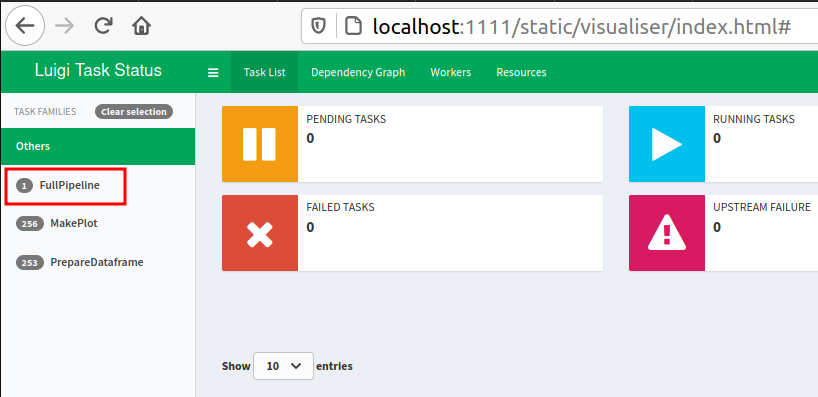 localhost:1111/static/visualiser/index.html#
Luigi Task Status
Task List
Dependency Graph
Workers
Resources
TASK FAMILIES
Clear selection
Others
1 FullPipeline
256 MakePlot
253 PrepareDataframe
PENDING TASKS
0
RUNNING TASKS
0
FAILED TASKS
0
UPSTREAM FAILURE
0
Show 10 entries